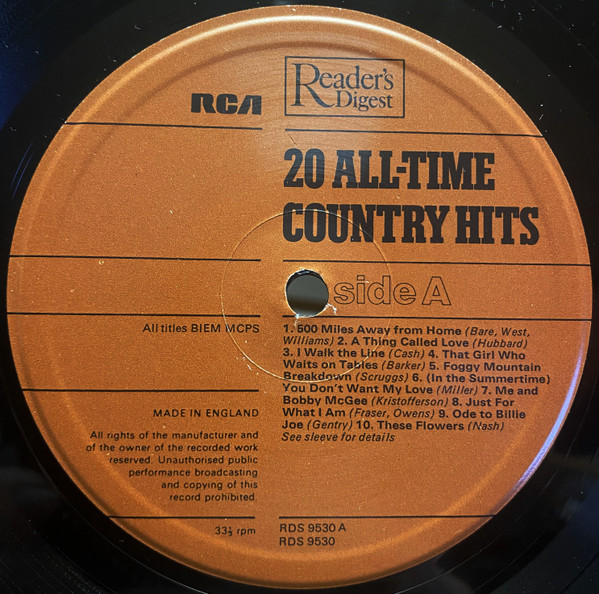 RCA
Reader's
Digest
20 ALL-TIME
COUNTRY HITS
side A
All titles BIEM MCPS
1. 500 Miles Away from Home (Bare, West,
Williams) 2. A Thing Called Love (Hubbard)
3. I Walk the Line (Cash) 4. That Girl Who
Waits on Tables (Barker) 5. Foggy Mountain
Breakdown (Scruggs) 6. (In the Summertime)
You Don't Want My Love (Miller) 7. Me and
Bobby McGee (Kristofferson) 8. Just For
What I Am (Fraser, Owens) 9. Ode to Billie
Joe (Gentry) 10. These Flowers (Nash)
See sleeve for details
MADE IN ENGLAND
All rights of the manufacturer and
of the owner of the recorded work
reserved. Unauthorised public
performance broadcasting
and copying of this
record prohibited.
33⅓ rpm
RDS 9530 A
RDS 9530